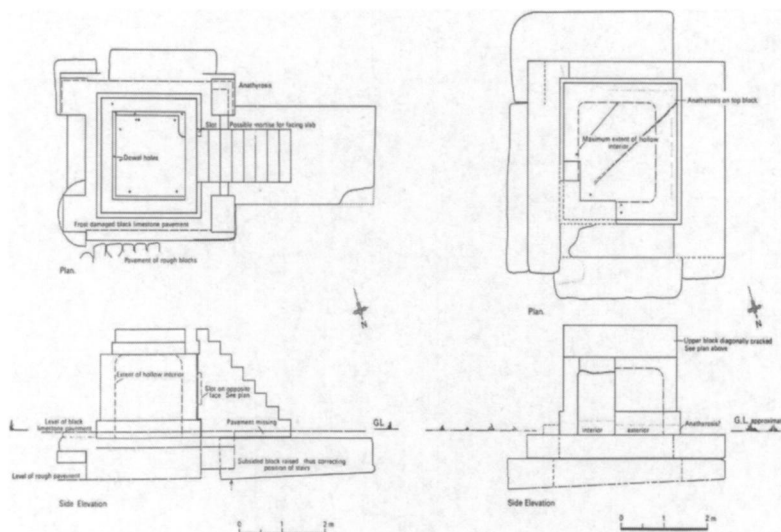 Anathyrosis
Slot
Possible mortise for facing slab
Dowel holes
Frost damaged block limestone pavement
Pavement of rough blocks
Plan.
N
Anathyrosis on top block
Maximum extent of hollow
interior
Plan.
N
Extent of hollow interior
Slot on opposite
face See plan
Level of block
limestone pavement
Pavement missing
G.L.
Subsided block raised thus correcting
position of stairs
Level of rough pavement
Side Elevation
0 1 2 m
Upper block diagonally cracked
See plan above
interior
exterior
Anathyrosis?
G.L. approximate
Side Elevation
0 1 2 m